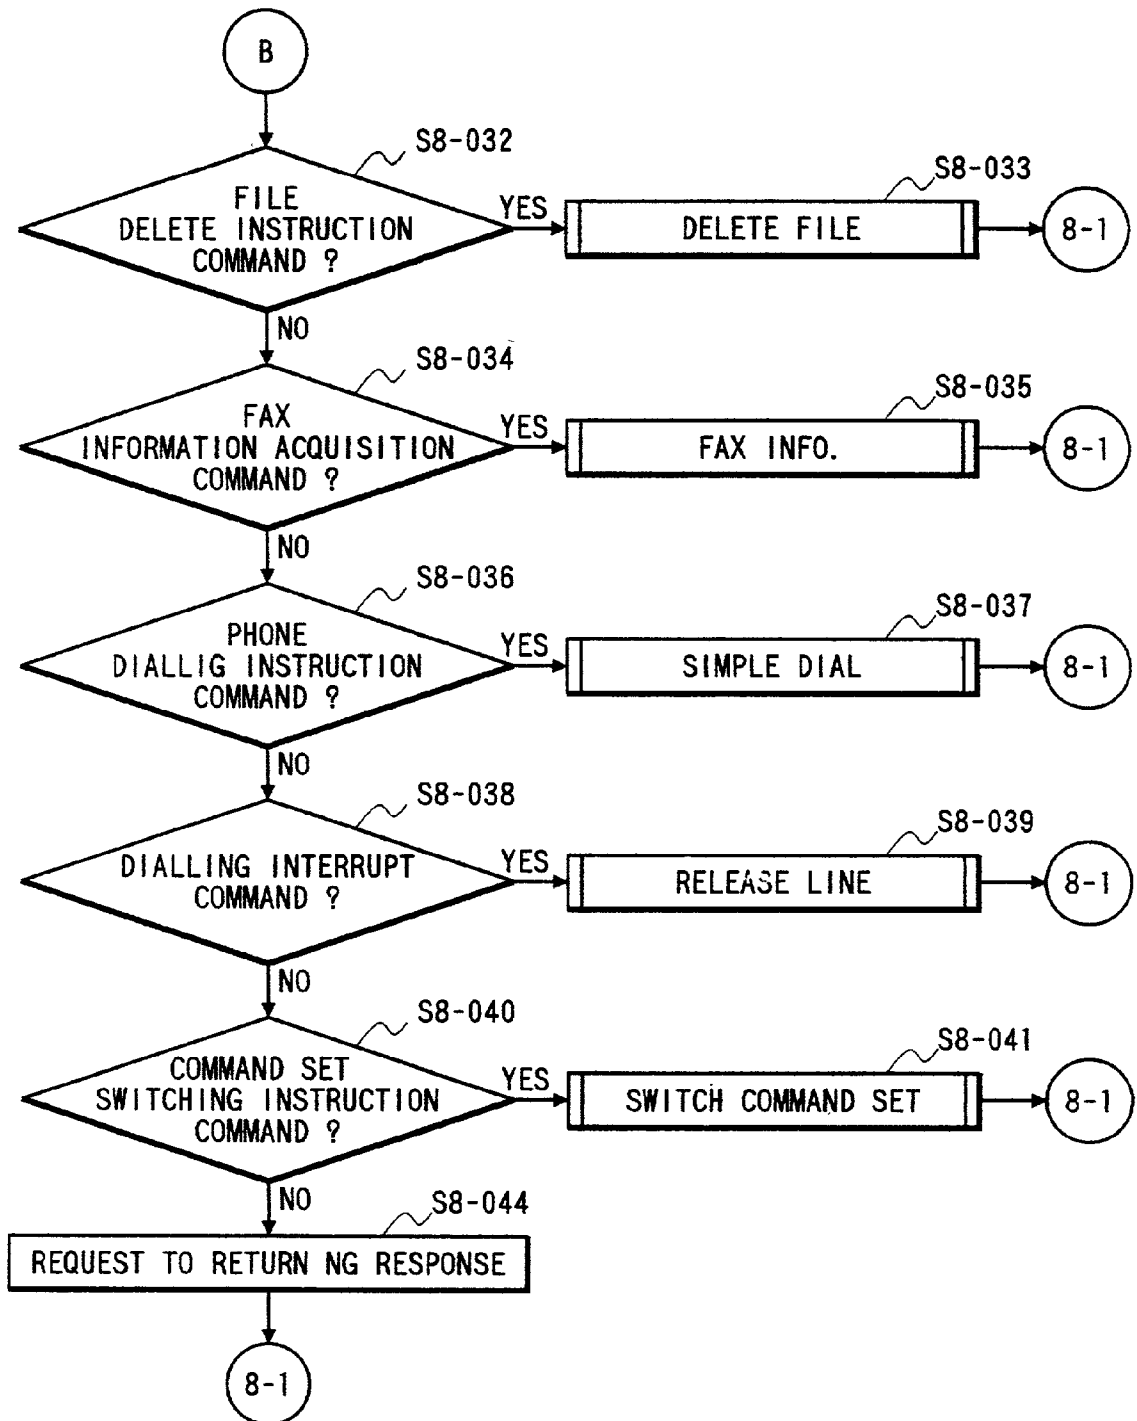 B
S8-032
FILE
DELETE INSTRUCTION
COMMAND ?
YES
S8-033
DELETE FILE
8-1
NO
S8-034
FAX
INFORMATION ACQUISITION
COMMAND ?
YES
S8-035
FAX INFO.
8-1
NO
S8-036
PHONE
DIALLIG INSTRUCTION
COMMAND ?
YES
S8-037
SIMPLE DIAL
8-1
NO
S8-038
DIALLING INTERRUPT
COMMAND ?
YES
S8-039
RELEASE LINE
8-1
NO
S8-040
COMMAND SET
SWITCHING INSTRUCTION
COMMAND ?
YES
S8-041
SWITCH COMMAND SET
8-1
NO
S8-044
REQUEST TO RETURN NG RESPONSE
8-1